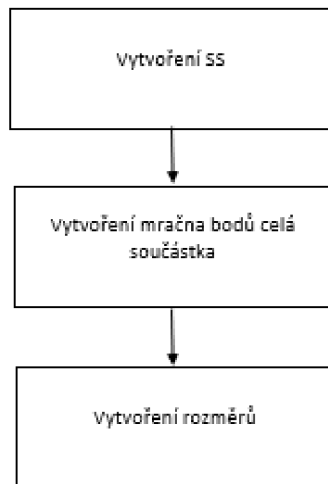 Vytvoření SS
Vytvoření mračna bodů celá
součástka
Vytvoření rozměrů